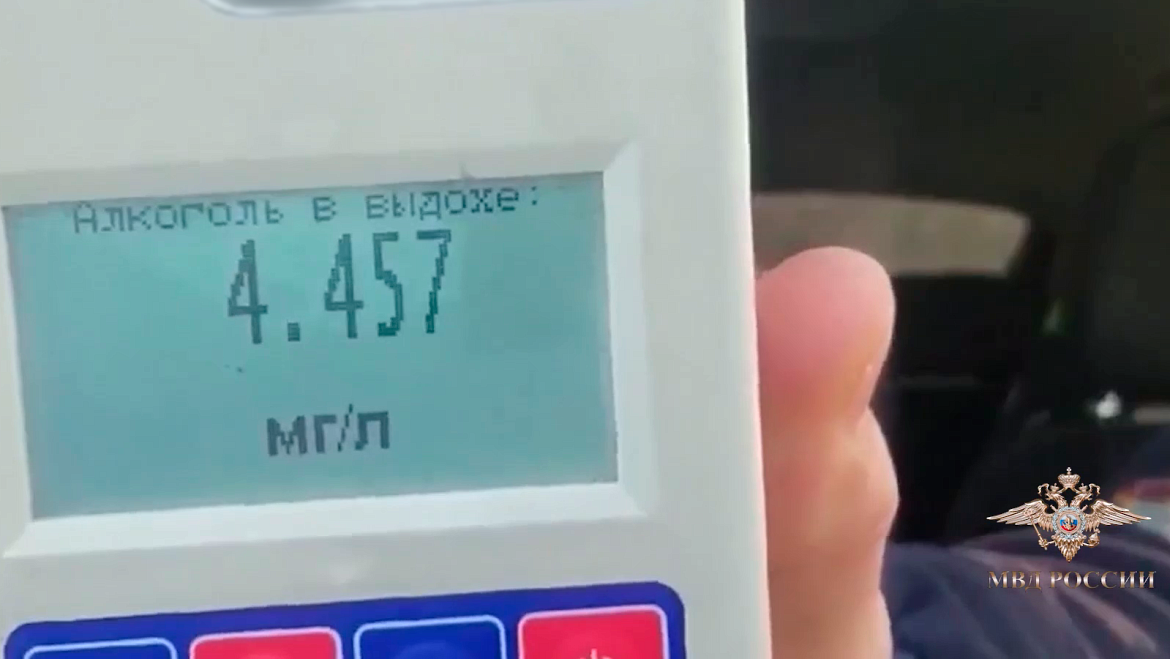 Алкоголь в выдохе:
4.457
мг/л
МВД РОССИИ